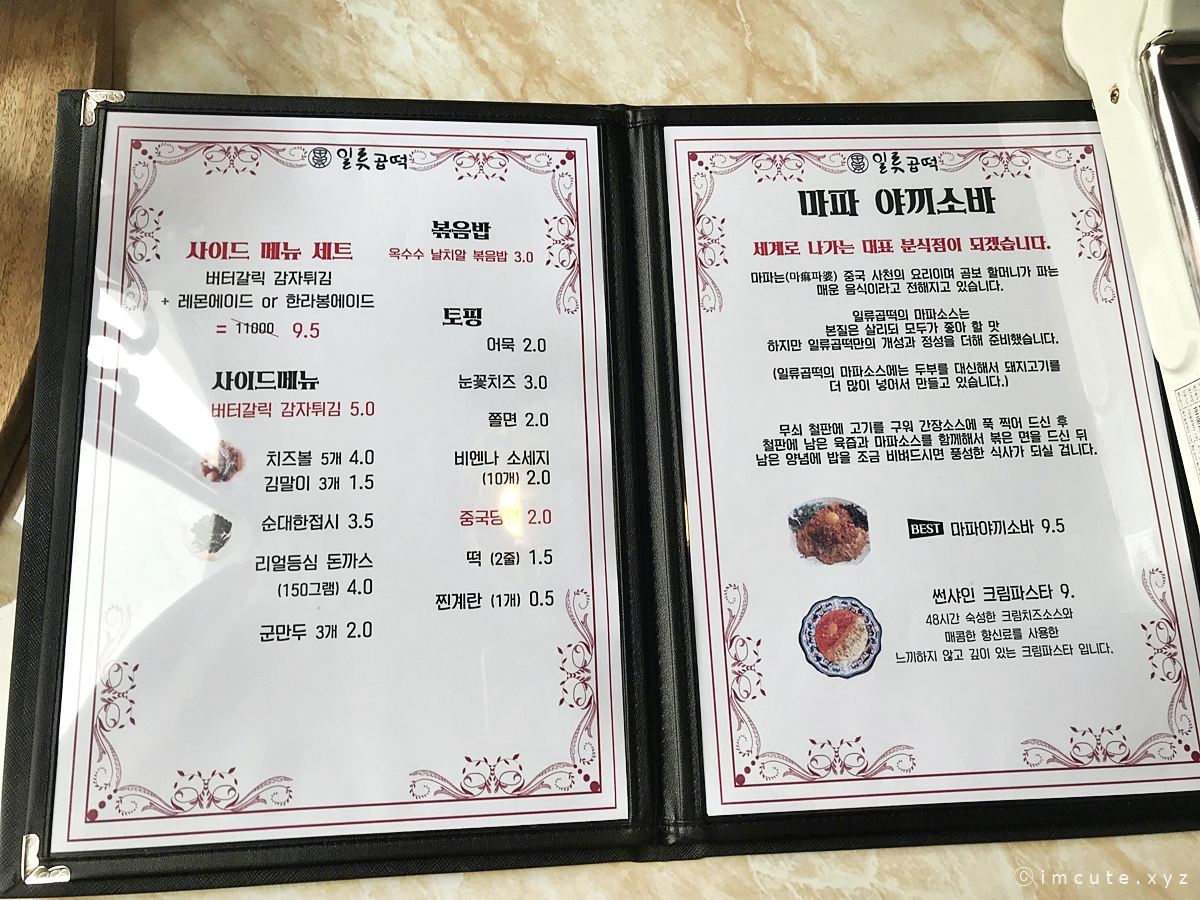 일류곱떡
사이드 메뉴 세트
버터갈릭 감자튀김
+ 레몬에이드 or 한라봉에이드
= 11000 9.5
사이드메뉴
버터갈릭 감자튀김 5.0
치즈볼 5개 4.0
김말이 3개 1.5
순대한접시 3.5
리얼등심 돈까스
(150그램) 4.0
군만두 3개 2.0
볶음밥
옥수수 날치알 볶음밥 3.0
토핑
어묵 2.0
눈꽃치즈 3.0
쫄면 2.0
비엔나 소세지
(10개) 2.0
2.0
떡 (2줄) 1.5
찐계란 (1개) 0.5
일류곱떡
마파 야끼소바
세계로 나가는 대표 분식점이 되겠습니다.
마파는(마麻파婆) 중국 사천의 요리이며 곰보 할머니가 파는
매운 음식이라고 전해지고 있습니다.
일류곱떡의 마파소스는
본질은 살리되 모두가 좋아 할 맛
하지만 일류곱떡만의 개성과 정성을 더해 준비했습니다.
(일류곱떡의 마파소스에는 두부를 대신해서 돼지고기를
더 많이 넣어서 만들고 있습니다.)
무쇠 철판에 고기를 구워 간장소스에 푹 찍어 드신 후
철판에 남은 육즙과 마파소스를 함께해서 볶은 면을 드신 뒤
남은 양념에 밥을 조금 비벼드시면 풍성한 식사가 되실 겁니다.
BEST 마파야끼소바 9.5
썬샤인 크림파스타 9.
48시간 숙성한 크림치즈소스와
매콤한 향신료를 사용한
느끼하지 않고 깊이 있는 크림파스타 입니다.
ⓒimcute.xyz